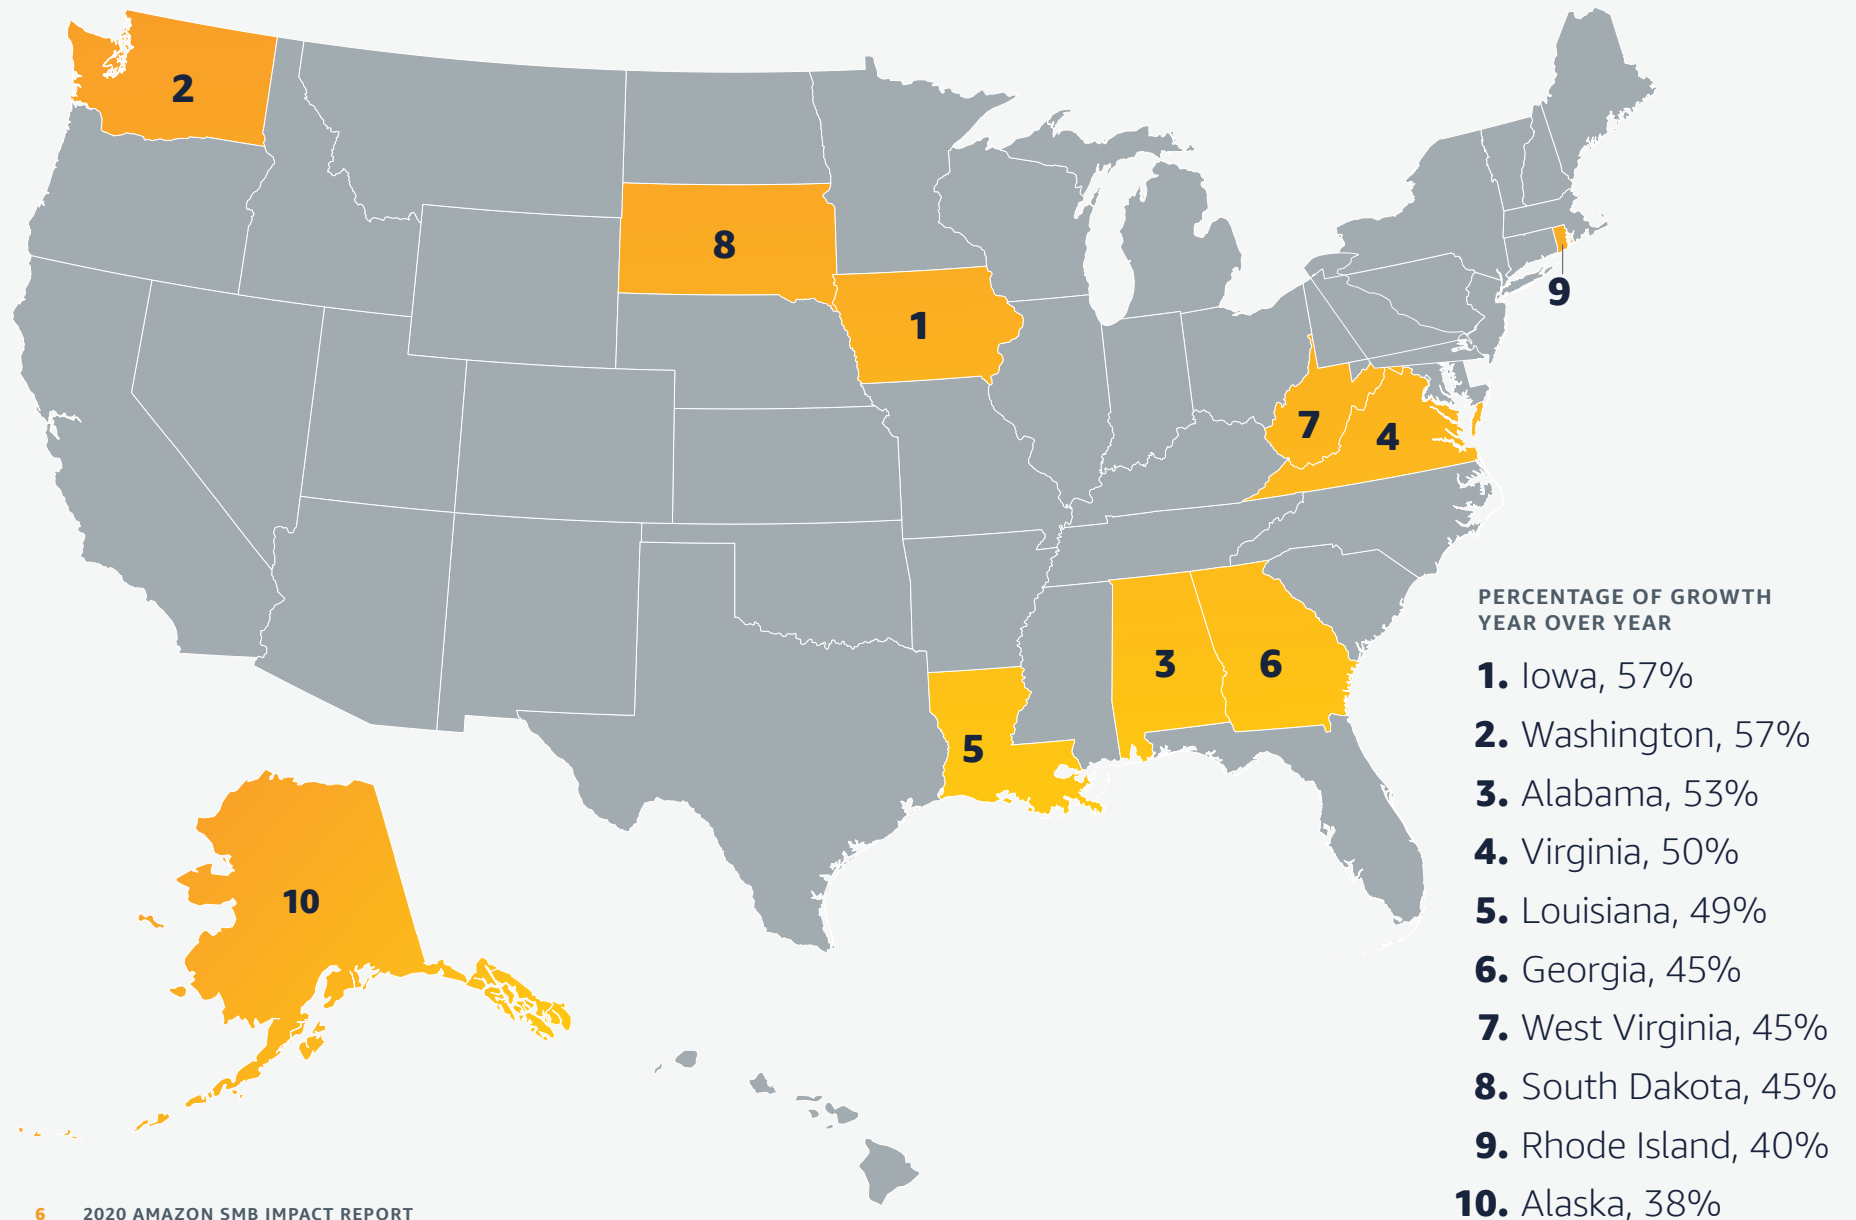 2
8
1
9
7
4
3
6
5
10
PERCENTAGE OF GROWTH
YEAR OVER YEAR
1. Iowa, 57%
2. Washington, 57%
3. Alabama, 53%
4. Virginia, 50%
5. Louisiana, 49%
6. Georgia, 45%
7. West Virginia, 45%
8. South Dakota, 45%
9. Rhode Island, 40%
10. Alaska, 38%
6 2020 AMAZON SMB IMPACT REPORT